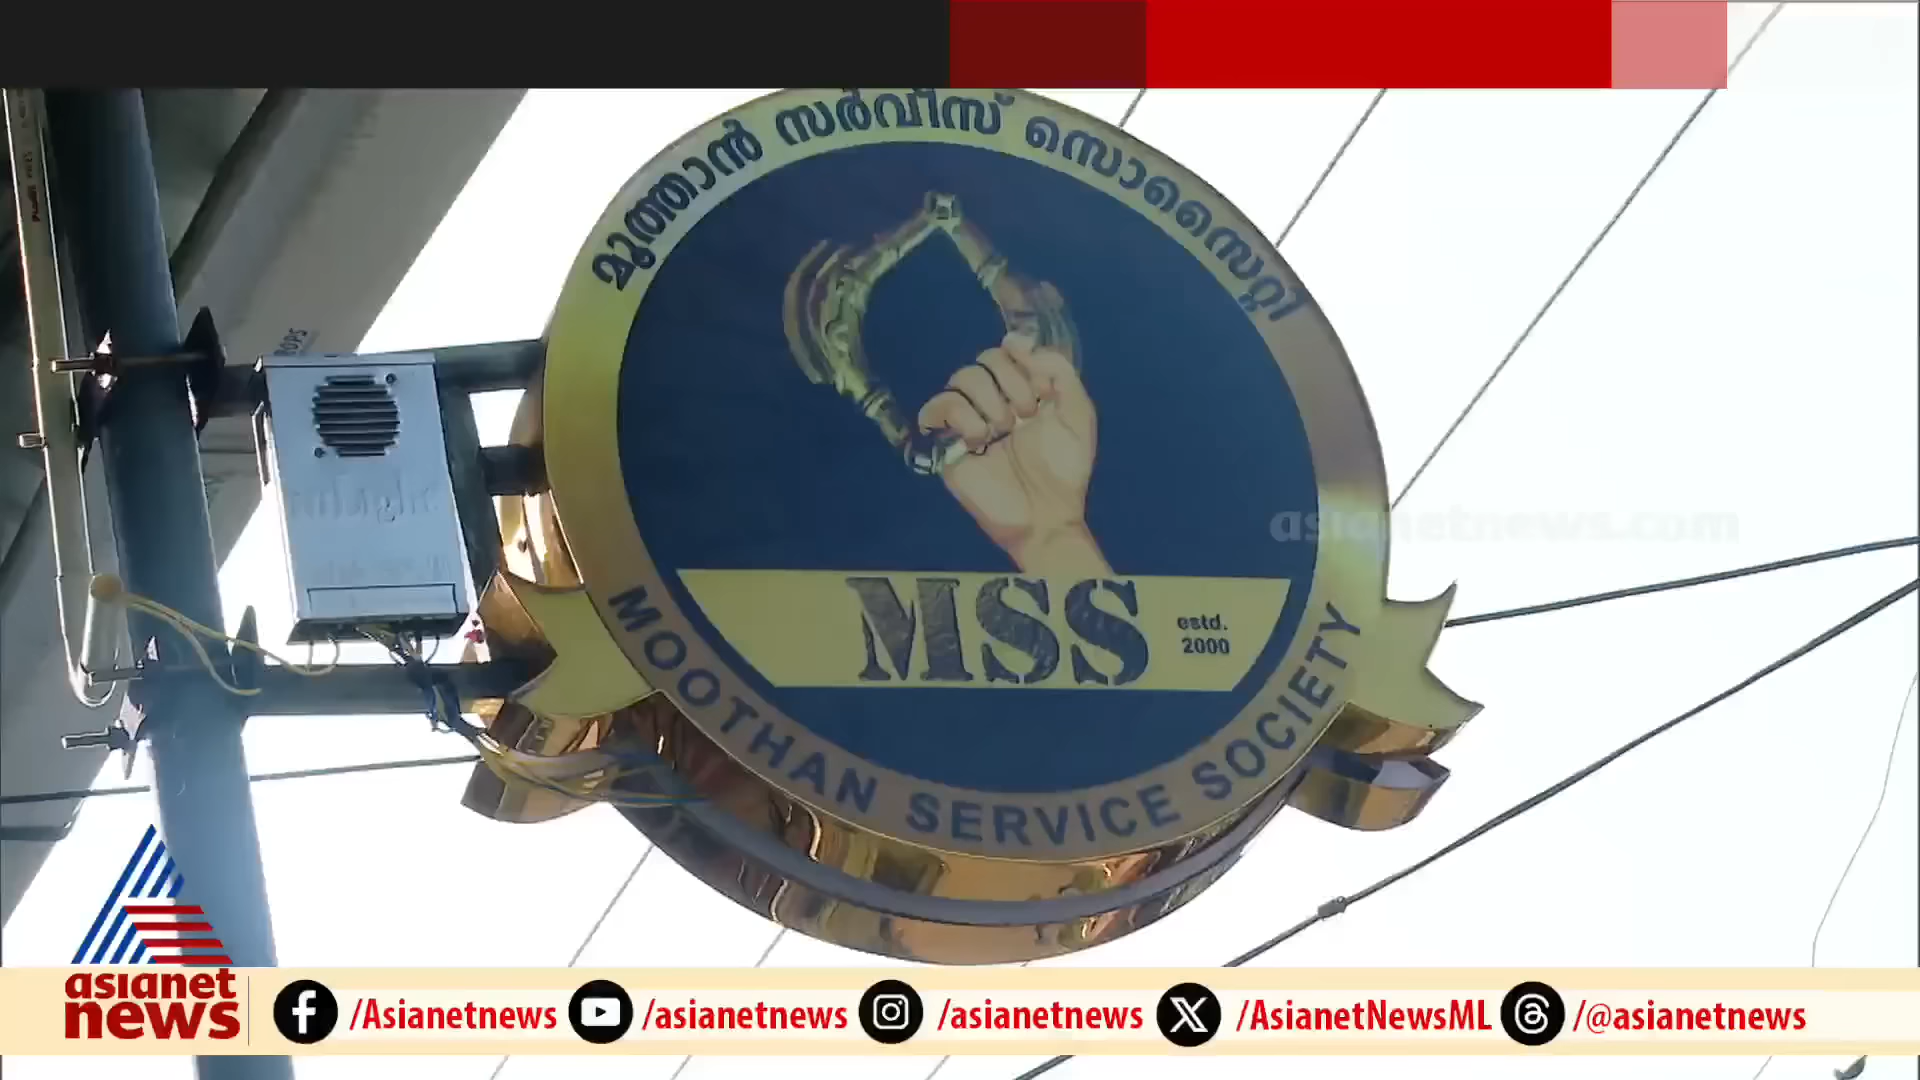 മൂത്താൻ സർവീസ് സൊസൈറ്റി
MSS
estd.
2000
MOOTHAN SERVICE SOCIETY
asianetnews.com
asianet
news
/Asianetnews
/asianetnews
/asianetnews
/AsianetNewsML
/@asianetnews